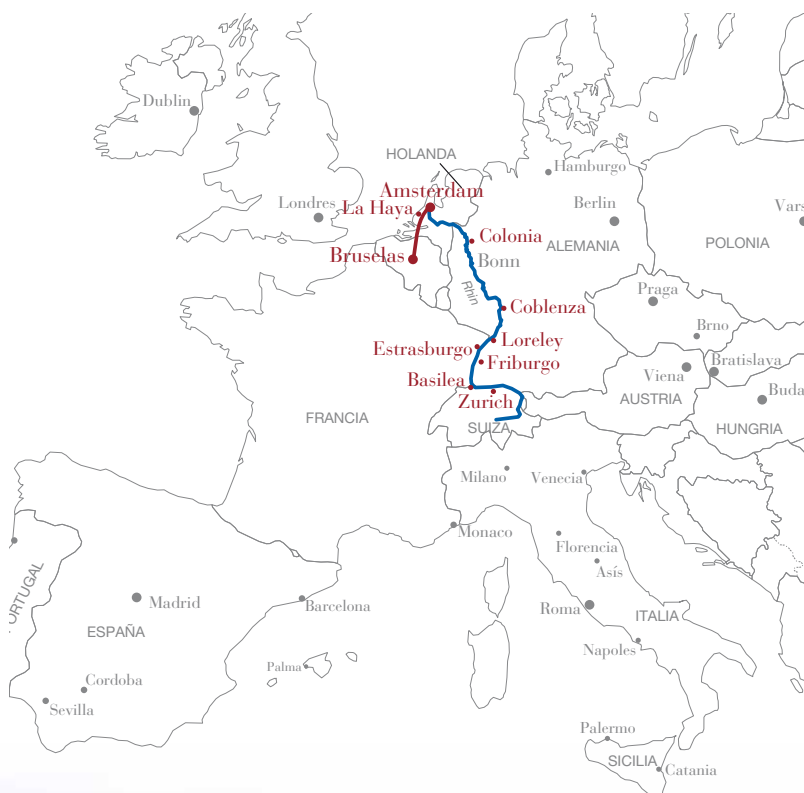 Dublin
HOLANDA
Hamburgo
Amsterdam
La Haya
Londres
Berlin
Vars
Colonia
ALEMANIA
POLONIA
Bruselas
Bonn
Rhin
Praga
Coblenza
Brno
Loreley
Estrasburgo
Friburgo
Bratislava
Viena
Basilea
Buda
Zurich
AUSTRIA
FRANCIA
SUIZA
HUNGRIA
Milano
Venecia
Monaco
Florencia
Asís
PORTUGAL
Madrid
Barcelona
Roma
ITALIA
ESPAÑA
Napoles
Palma
Cordoba
Sevilla
Palermo
SICILIA
Catania